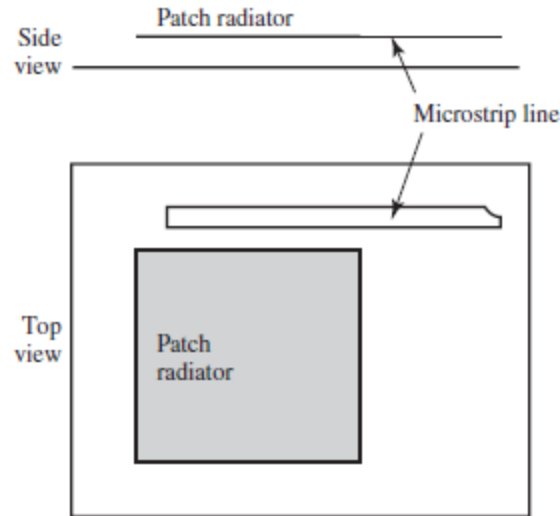 Patch radiator
Side
view
Microstrip line
Top
view
Patch
radiator